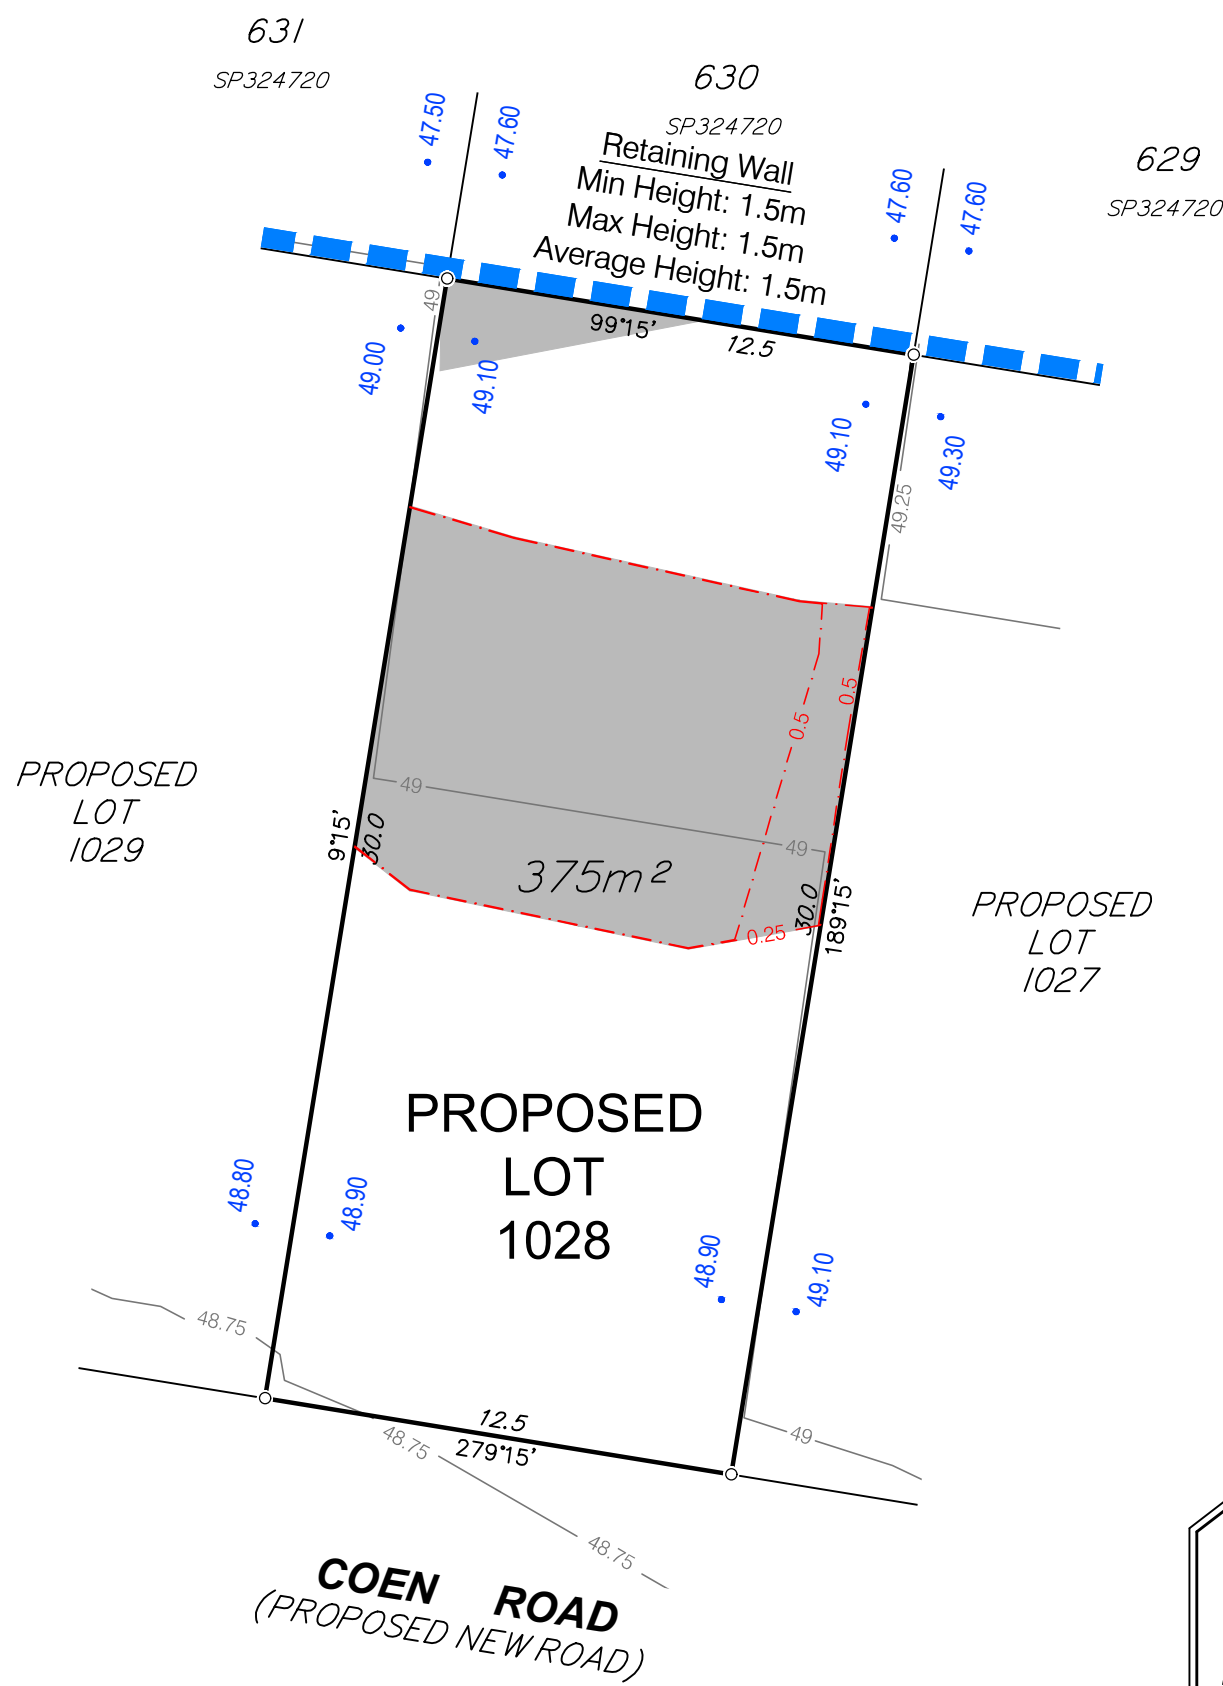 631
SP324720
630
SP324720
629
SP324720
47.50
47.60
47.60
47.60
Retaining Wall
Min Height: 1.5m
Max Height: 1.5m
Average Height: 1.5m
49
99°15'
12.5
49.00
49.10
49.10
49.30
49.25
0.5
0.5
PROPOSED
LOT
1029
9°15'
30.0
49
49
375m²
30.0
189°15'
0.25
PROPOSED
LOT
1027
PROPOSED
LOT
1028
48.80
48.90
48.90
49.10
48.75
12.5
279°15'
48.75
49
48.75
COEN ROAD
(PROPOSED NEW ROAD)